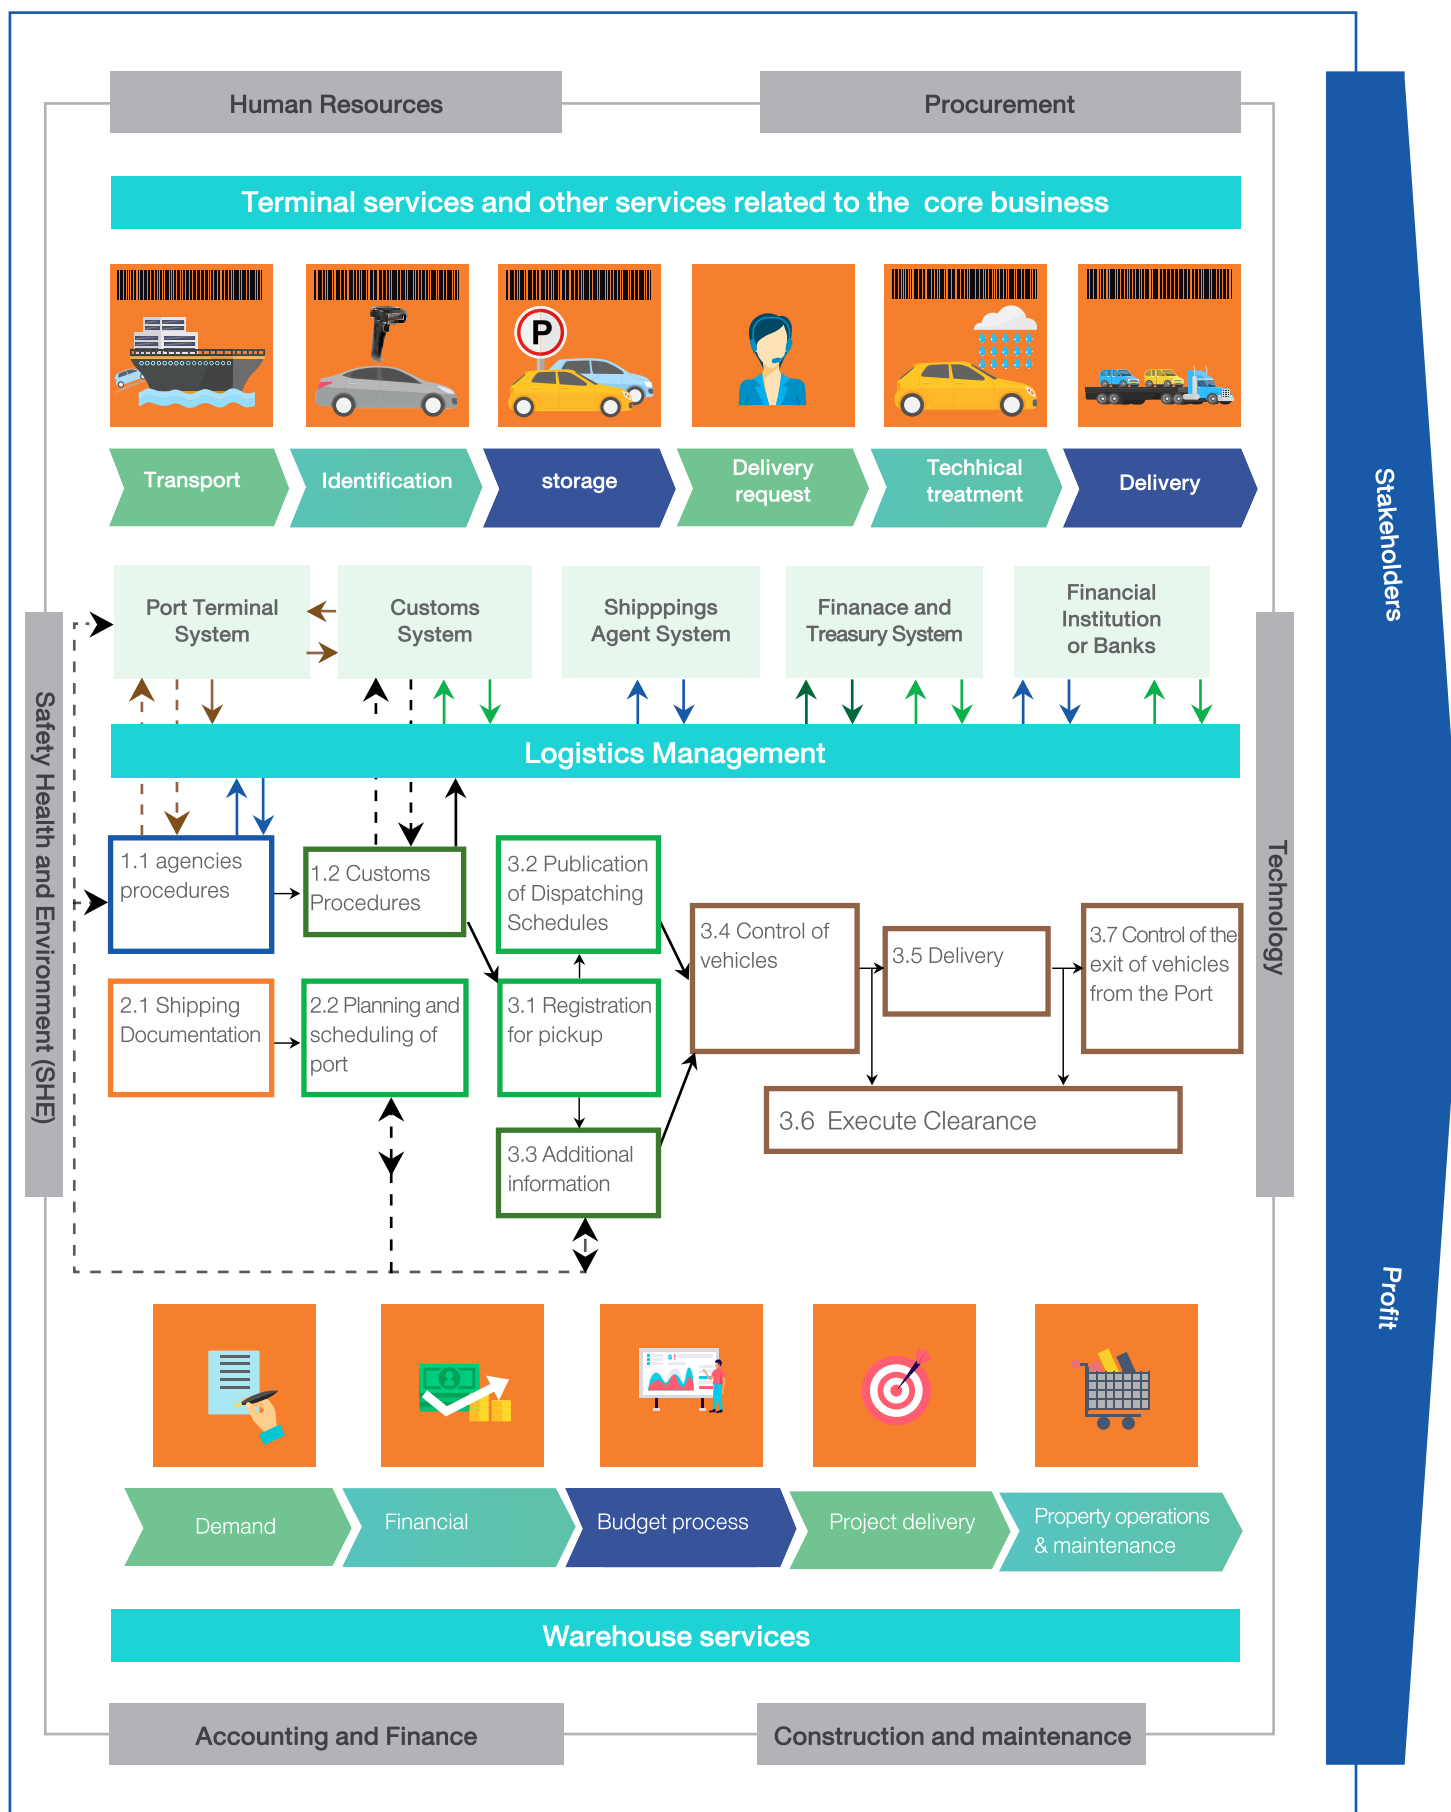 Human Resources
Procurement
Terminal services and other services related to the core business
P
Transport
Identification
storage
Delivery
request
Techhical
treatment
Delivery
Port Terminal
System
Customs
System
Shipppings
Agent System
Finanace and
Treasury System
Financial
Institution
or Banks
Logistics Management
Safety Health and Environment (SHE)
Technology
Stakeholders
Profit
1.1 agencies
procedures
1.2 Customs
Procedures
3.2 Publication
of Dispatching
Schedules
3.4 Control of
vehicles
3.5 Delivery
3.7 Control of the
exit of vehicles
from the Port
2.1 Shipping
Documentation
2.2 Planning and
scheduling of
port
3.1 Registration
for pickup
3.6 Execute Clearance
3.3 Additional
information
Demand
Financial
Budget process
Project delivery
Property operations
& maintenance
Warehouse services
Accounting and Finance
Construction and maintenance